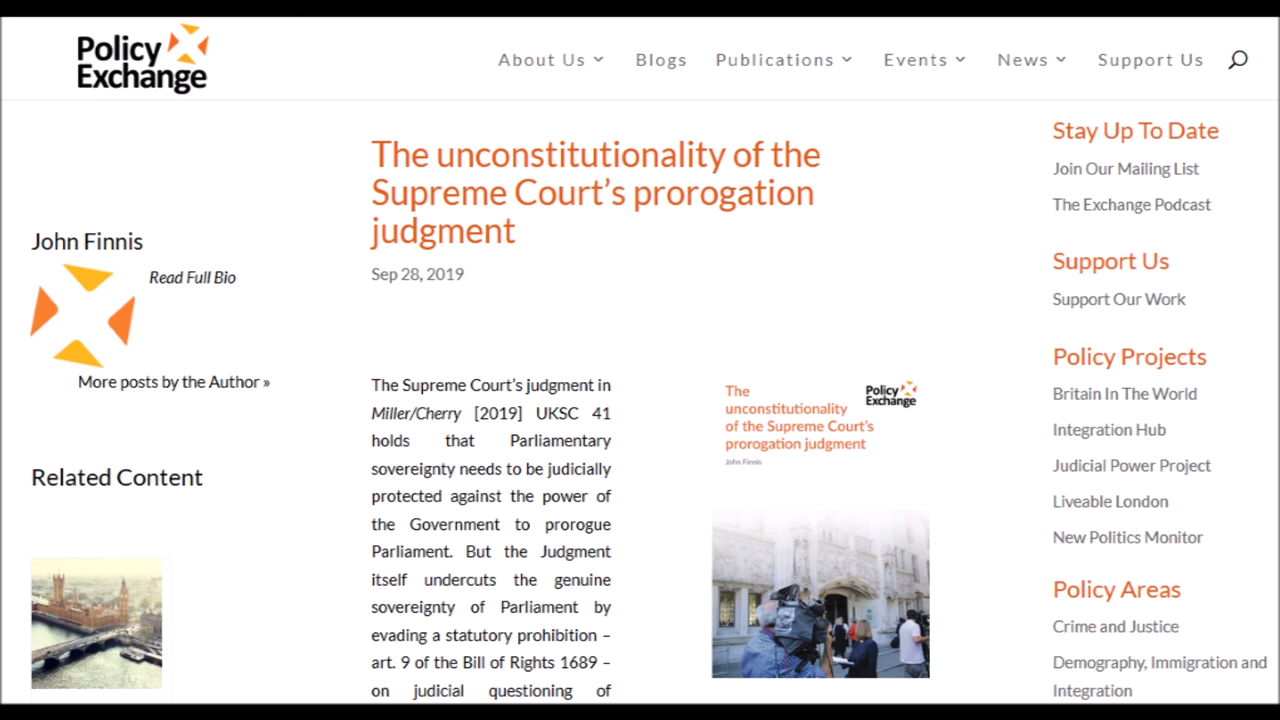 Policy
Exchange
About Us
Blogs
Publications
Events
News
Support Us
John Finnis
Read Full Bio
More posts by the Author »
Related Content
The unconstitutionality of the
Supreme Court’s prorogation
judgment
Sep 28, 2019
The Supreme Court’s judgment in
Miller/Cherry [2019] UKSC 41
holds that Parliamentary
sovereignty needs to be judicially
protected against the power of
the Government to prorogue
Parliament. But the Judgment
itself undercuts the genuine
sovereignty of Parliament by
evading a statutory prohibition –
art. 9 of the Bill of Rights 1689 –
on judicial questioning of
The
unconstitutionality
of the Supreme Court’s
prorogation judgment
John Finnis
Policy
Exchange
Stay Up To Date
Join Our Mailing List
The Exchange Podcast
Support Us
Support Our Work
Policy Projects
Britain In The World
Integration Hub
Judicial Power Project
Liveable London
New Politics Monitor
Policy Areas
Crime and Justice
Demography, Immigration and
Integration